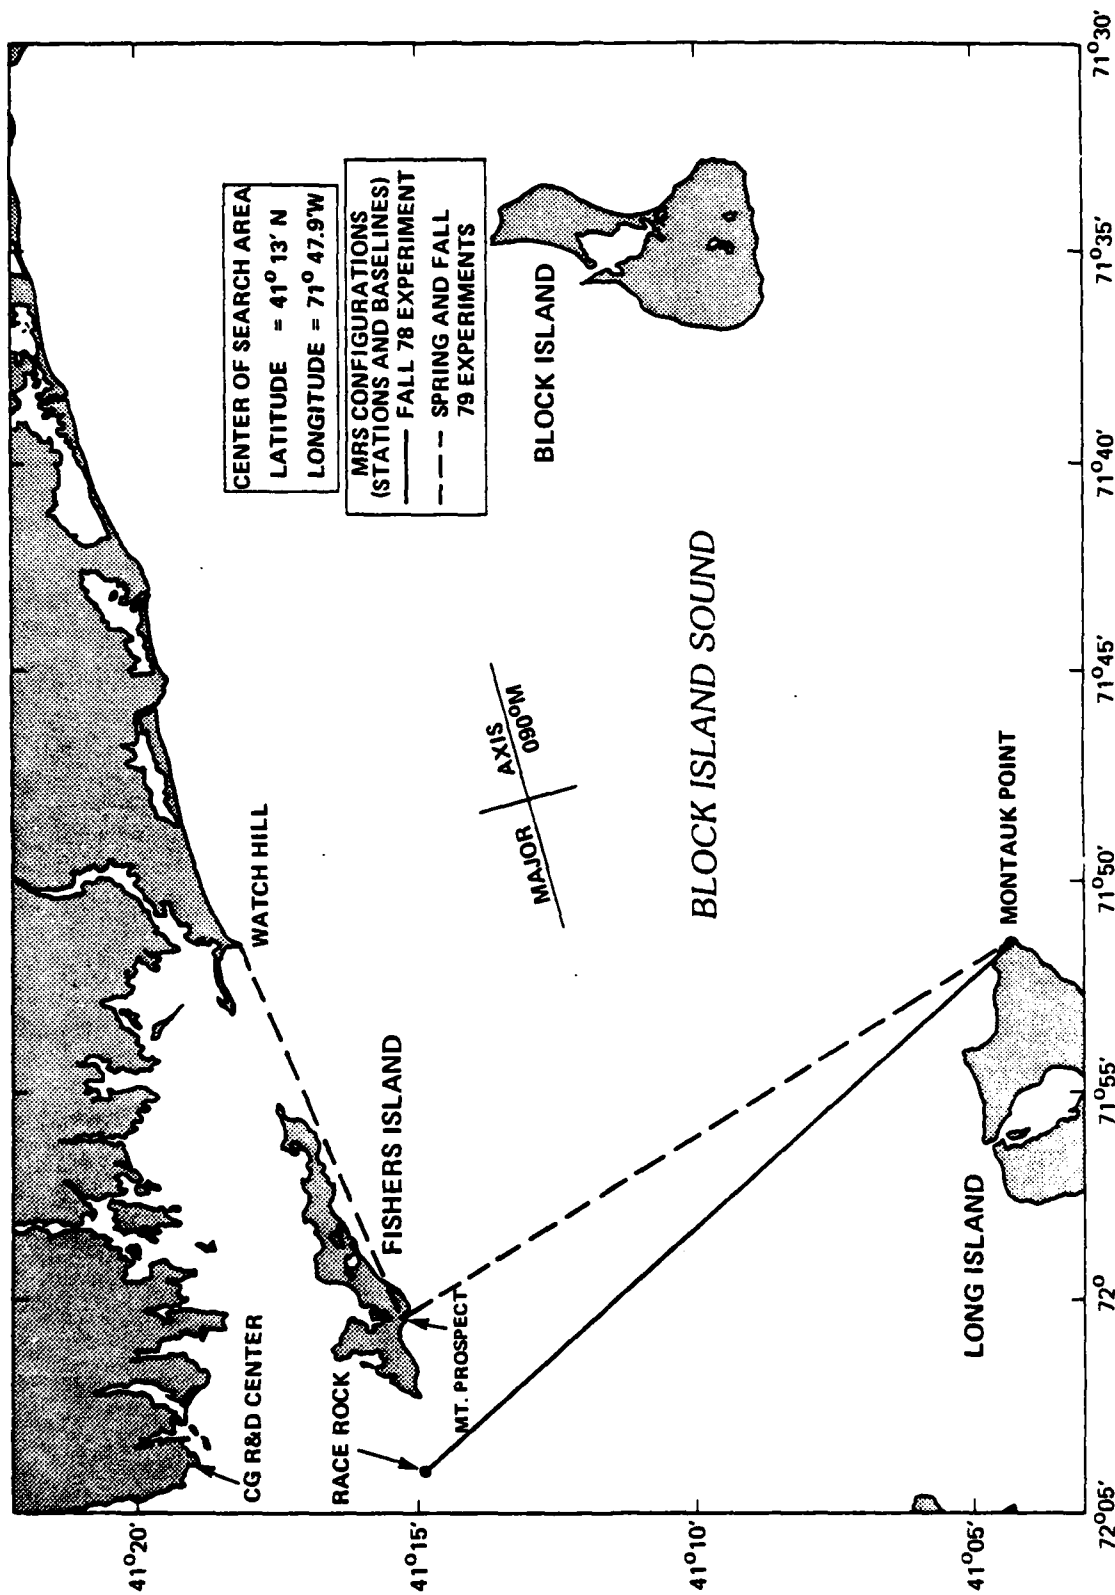 CENTER OF SEARCH AREA
LATITUDE = 41° 13' N
LONGITUDE = 71° 47.9'W
MRS CONFIGURATIONS
(STATIONS AND BASELINES)
FALL 78 EXPERIMENT
SPRING AND FALL
79 EXPERIMENTS
WATCH HILL
CG R&D CENTER
FISHERS ISLAND
RACE ROCK
MT. PROSPECT
MAJOR AXIS
090°M
BLOCK ISLAND
BLOCK ISLAND SOUND
MONTAUK POINT
LONG ISLAND
41°20'
41°15'
41°10'
41°05'
72°05'
72°
71°55'
71°50'
71°45'
71°40'
71°35'
71°30'